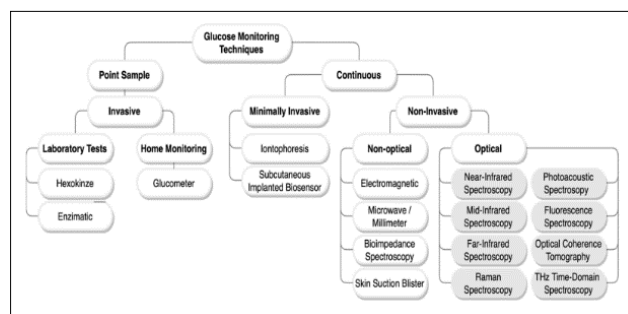 Glucose Monitoring
Techniques
Point Sample
Continuous
Invasive
Minimally Invasive
Non-Invasive
Laboratory Tests
Home Monitoring
Iontophoresis
Non-optical
Optical
Hexokinze
Glucometer
Subcutaneous
Implanted Biosensor
Electromagnetic
Near-Infrared
Spectroscopy
Photoacoustic
Spectrospy
Enzimatic
Microwave /
Millimeter
Mid-Infrared
Spectroscopy
Fluorescence
Spectroscopy
Bioimpedance
Spectroscopy
Far-Infrared
Spectroscopy
Optical Coherence
Tomography
Skin Suction Blister
Raman
Spectroscopy
THz Time-Domain
Spectroscopy